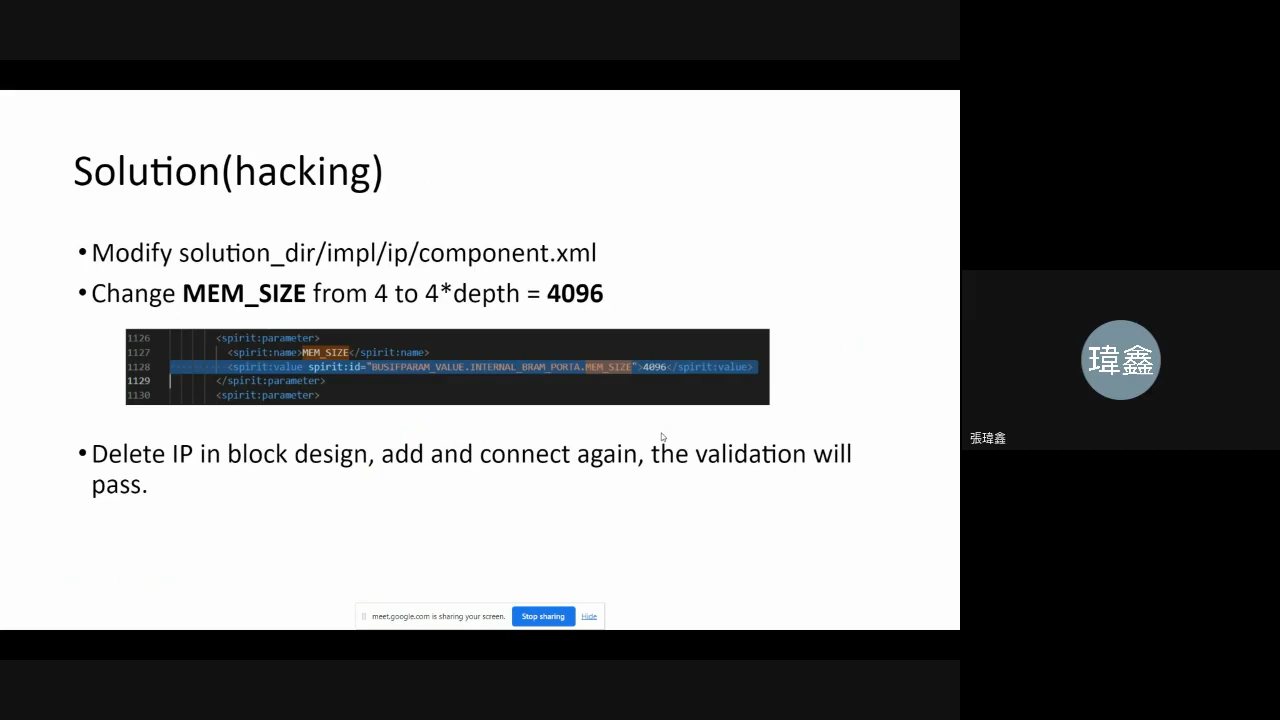 Solution(hacking)
•Modify solution_dir/impl/ip/component.xml
•Change MEM_SIZE from 4 to 4*depth = 4096
1126 <spirit:parameter>
1127 <spirit:name>MEM_SIZE</spirit:name>
1128 <spirit:value spirit:id="BUSIFPARAM_VALUE.INTERNAL_BRAM_PORTA.MEM_SIZE">4096</spirit:value>
1129 </spirit:parameter>
1130 <spirit:parameter>
•Delete IP in block design, add and connect again, the validation will
pass.
meet.google.com is sharing your screen. Stop sharing Hide
瑋鑫
張瑋鑫